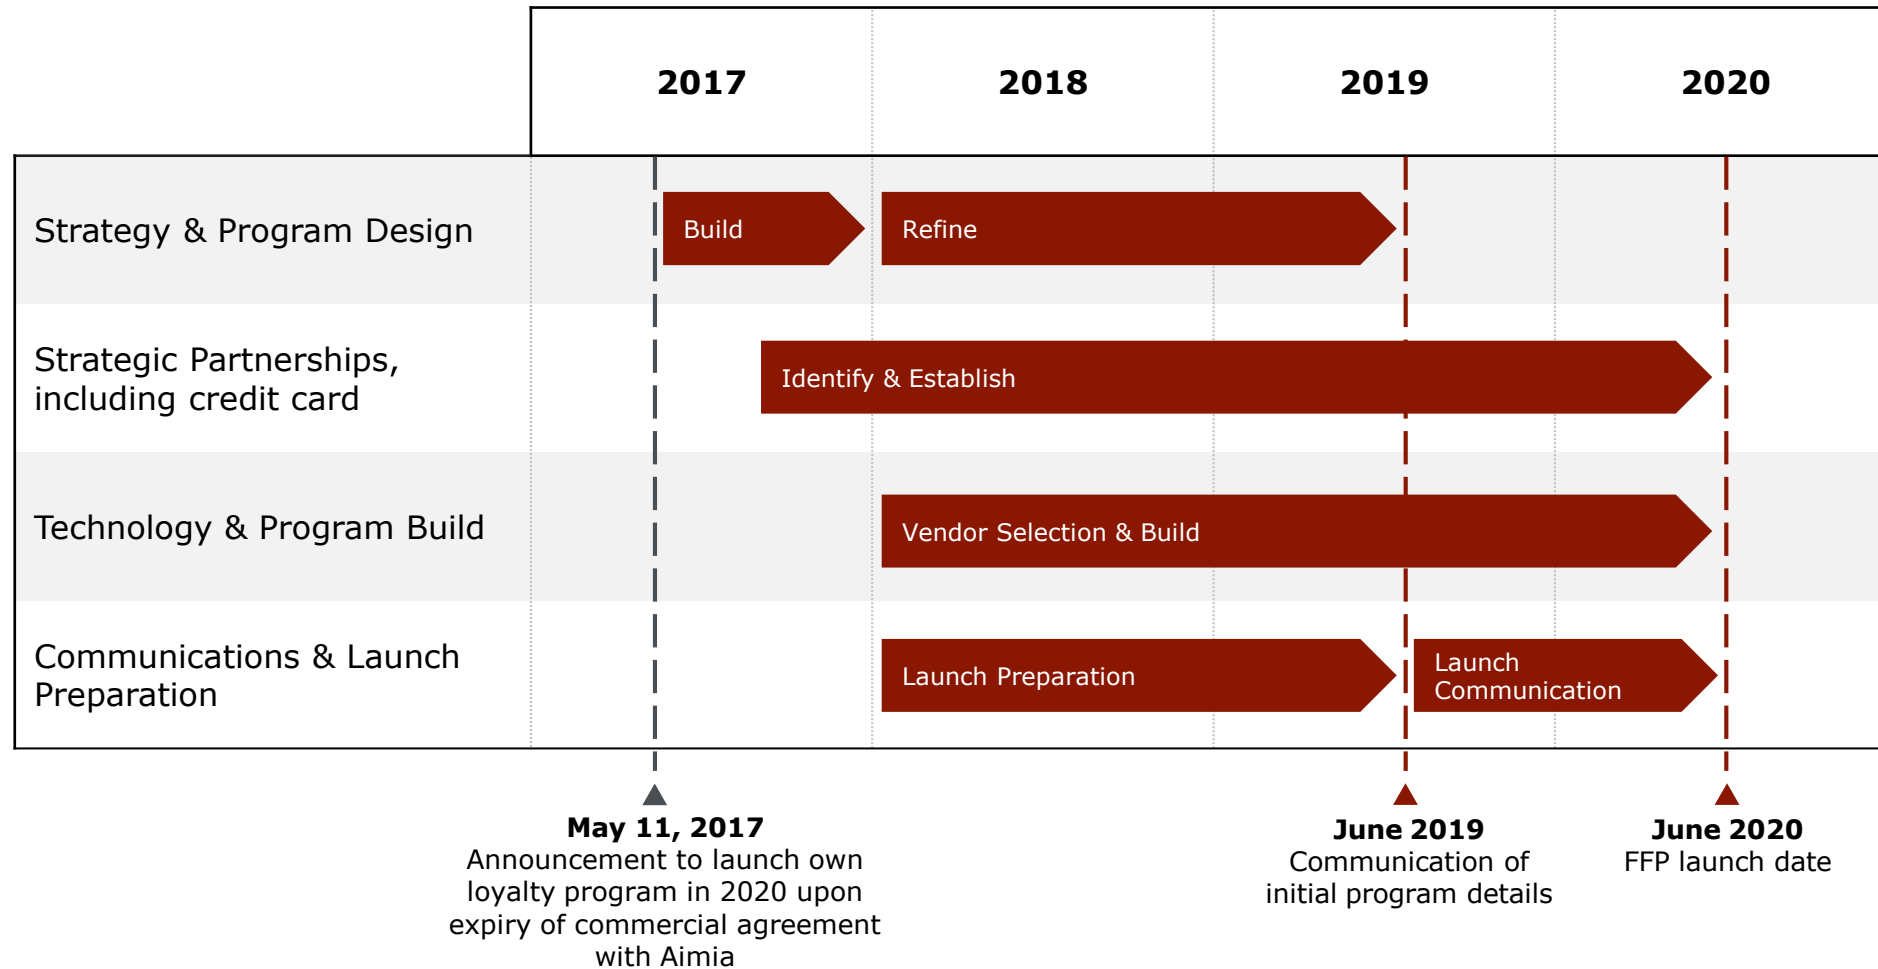 2017
2018
2019
2020
Strategy & Program Design
Build
Refine
Strategic Partnerships,
including credit card
Identify & Establish
Technology & Program Build
Vendor Selection & Build
Communications & Launch
Preparation
Launch Preparation
Launch
Communication
May 11, 2017
Announcement to launch own
loyalty program in 2020 upon
expiry of commercial agreement
with Aimia
June 2019
Communication of
initial program details
June 2020
FFP launch date